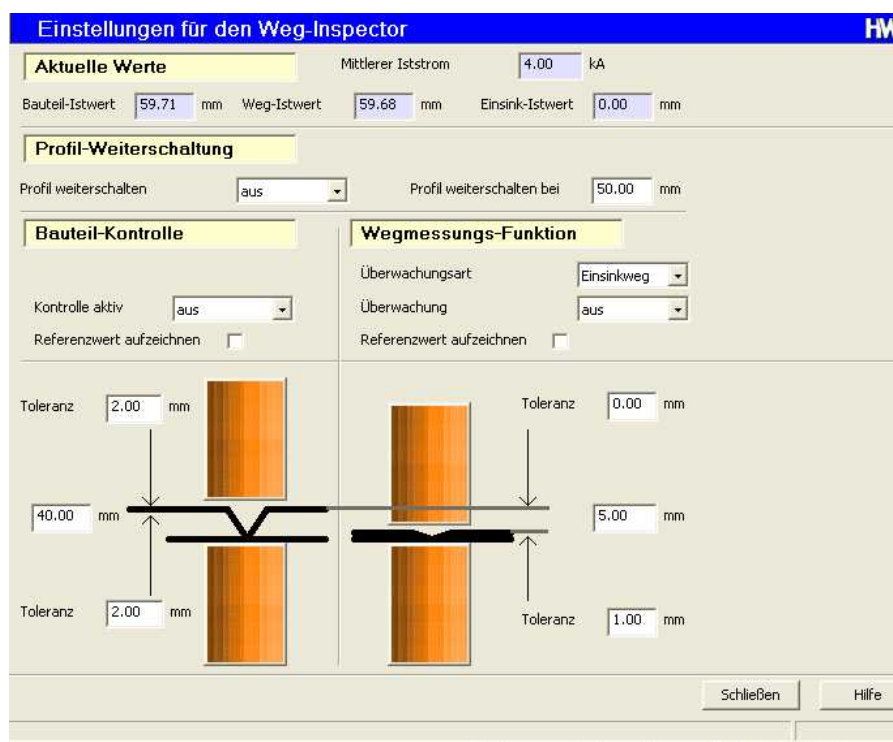 Einstellungen für den Weg-Inspector HW
Aktuelle Werte Mittlerer Iststrom 4.00 kA
Bauteil-Istwert 59.71 mm Weg-Istwert 59.68 mm Einsink-Istwert 0.00 mm
Profil-Weiterschaltung
Profil weiterschalten aus Profil weiterschalten bei 50.00 mm
Bauteil-Kontrolle Wegmessungs-Funktion
Überwachungsart Einsinkweg
Kontrolle aktiv aus Überwachung aus
Referenzwert aufzeichnen Referenzwert aufzeichnen
Toleranz 2.00 mm Toleranz 0.00 mm
40.00 mm 5.00 mm
Toleranz 2.00 mm Toleranz 1.00 mm
Schließen Hilfe